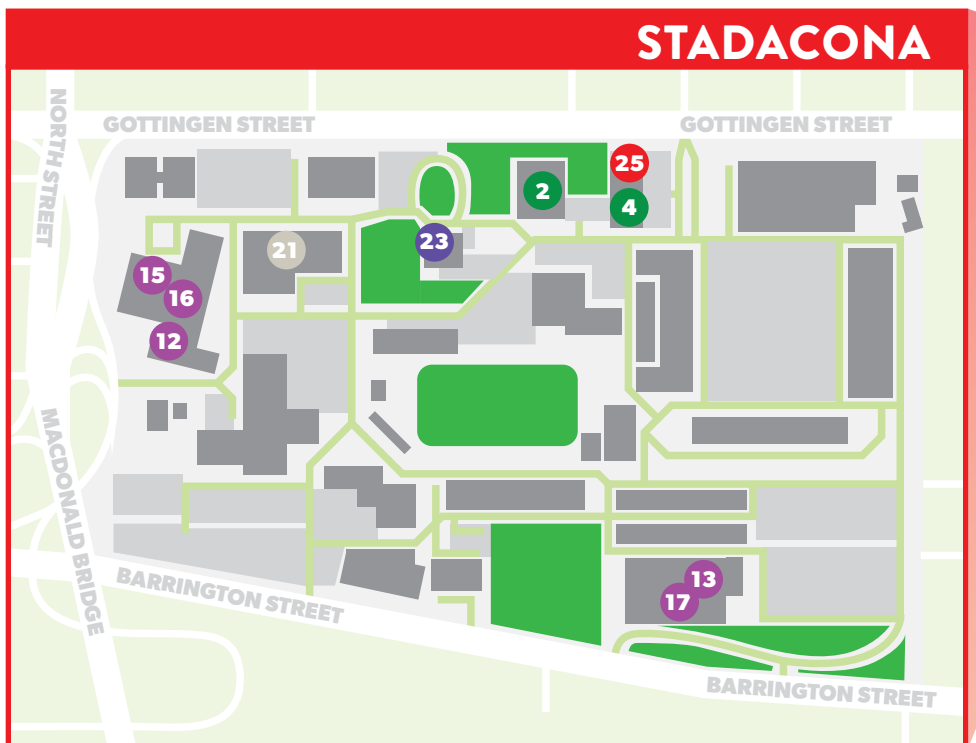 STADACONA
NORTH STREET
GOTTINGEN STREET
GOTTINGEN STREET
25
2
4
23
21
15
16
12
MACDONALD BRIDGE
BARRINGTON STREET
13
17
BARRINGTON STREET